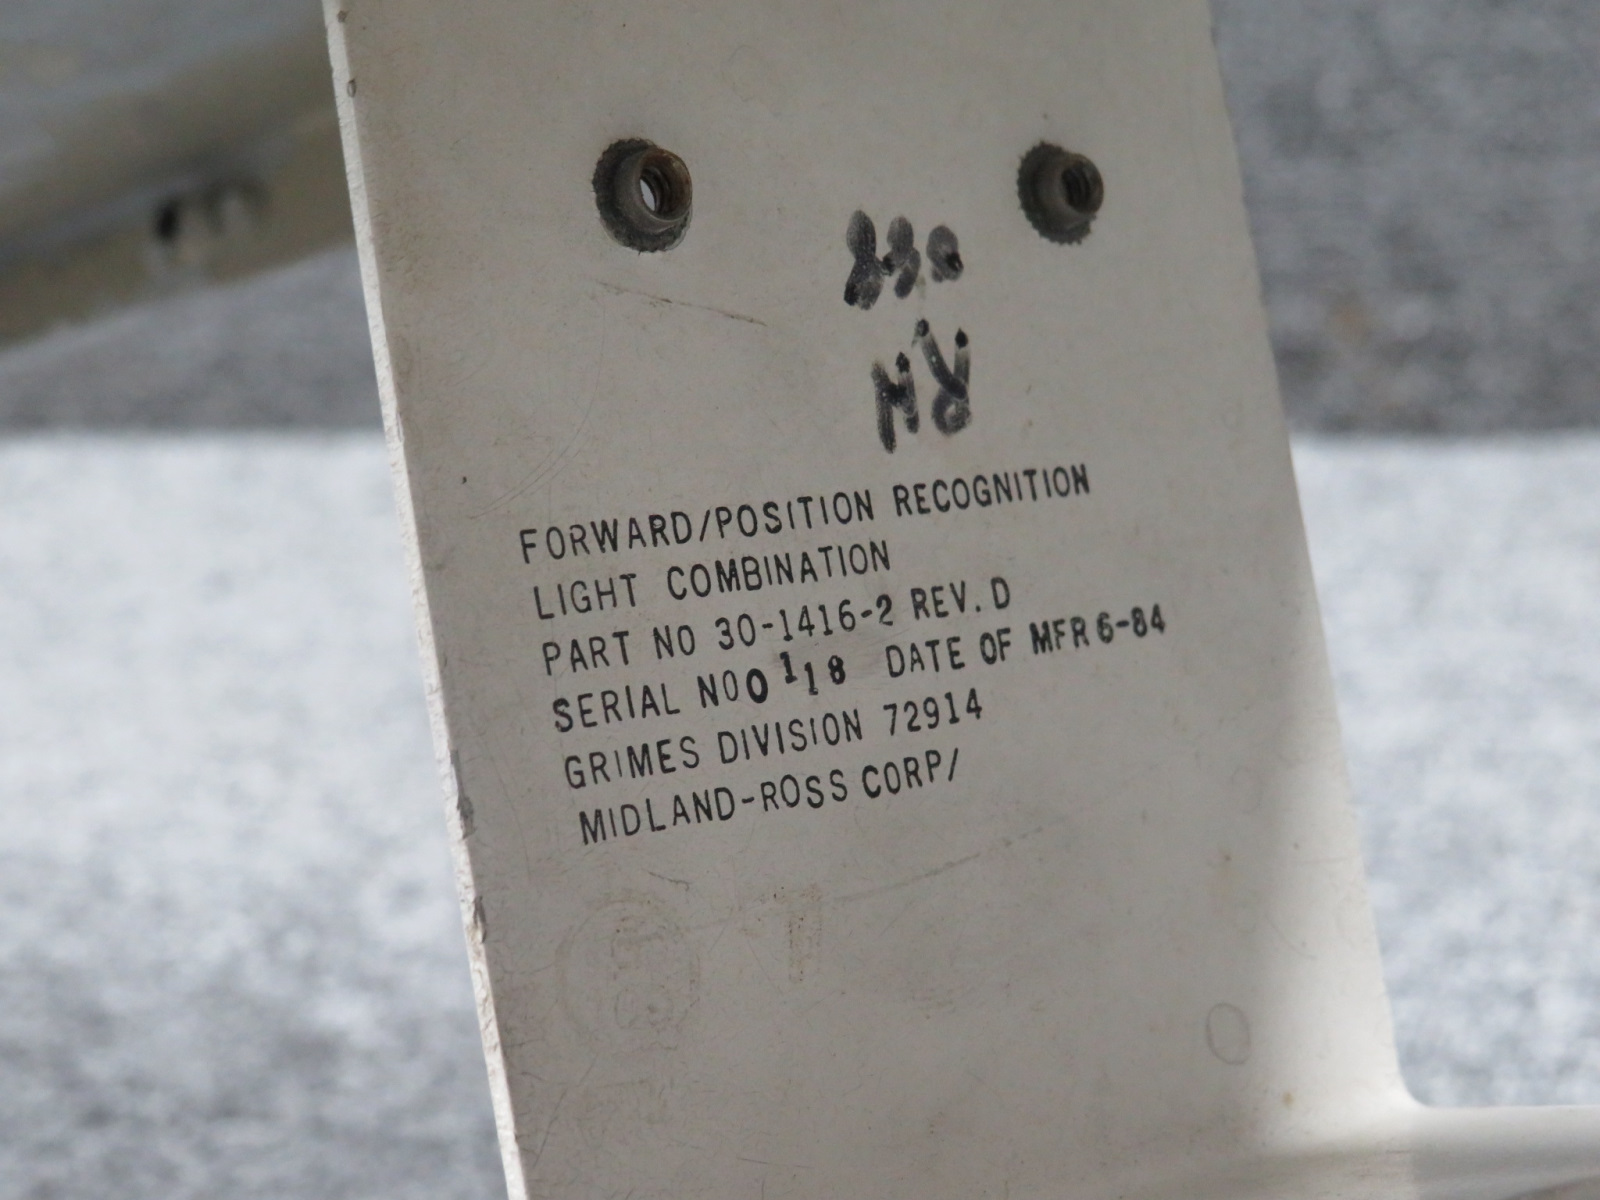 FORWARD/POSITION RECOGNITION
LIGHT COMBINATION
PART NO 30-1416-2 REV. D
SERIAL NO 0118 DATE OF MFR 6-84
GRIMES DIVISION 72914
MIDLAND-ROSS CORP/